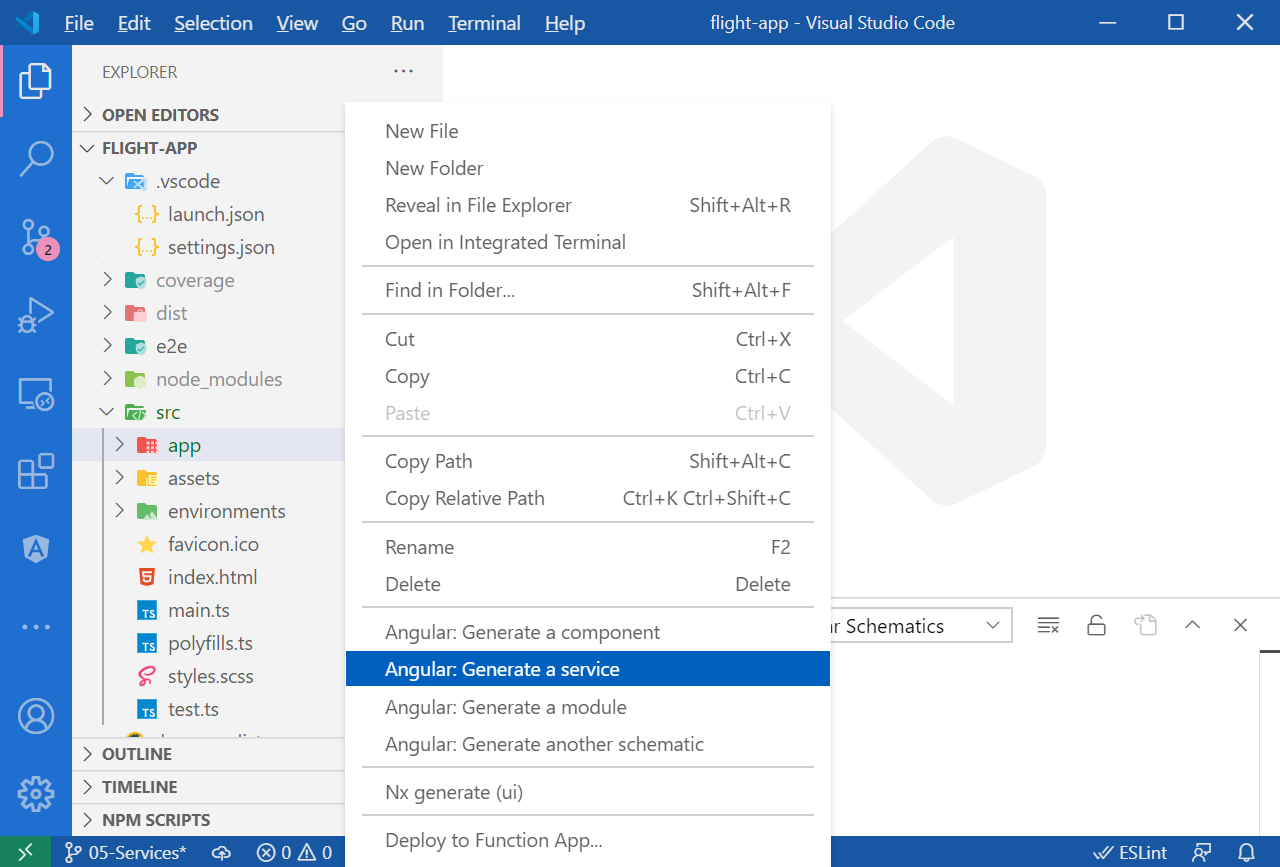 File Edit Selection View Go Run Terminal Help flight-app - Visual Studio Code
EXPLORER
OPEN EDITORS
FLIGHT-APP
.vscode
launch.json
settings.json
coverage
dist
e2e
node_modules
src
app
assets
environments
favicon.ico
index.html
main.ts
polyfills.ts
styles.scss
test.ts
OUTLINE
TIMELINE
NPM SCRIPTS
2
New File
New Folder
Reveal in File Explorer Shift+Alt+R
Open in Integrated Terminal
Find in Folder... Shift+Alt+F
Cut Ctrl+X
Copy Ctrl+C
Paste Ctrl+V
Copy Path Shift+Alt+C
Copy Relative Path Ctrl+K Ctrl+Shift+C
Rename F2
Delete Delete
Angular: Generate a component
Angular: Generate a service
Angular: Generate a module
Angular: Generate another schematic
Nx generate (ui)
Deploy to Function App...
Schematics
05-Services* 0 0 ESLint